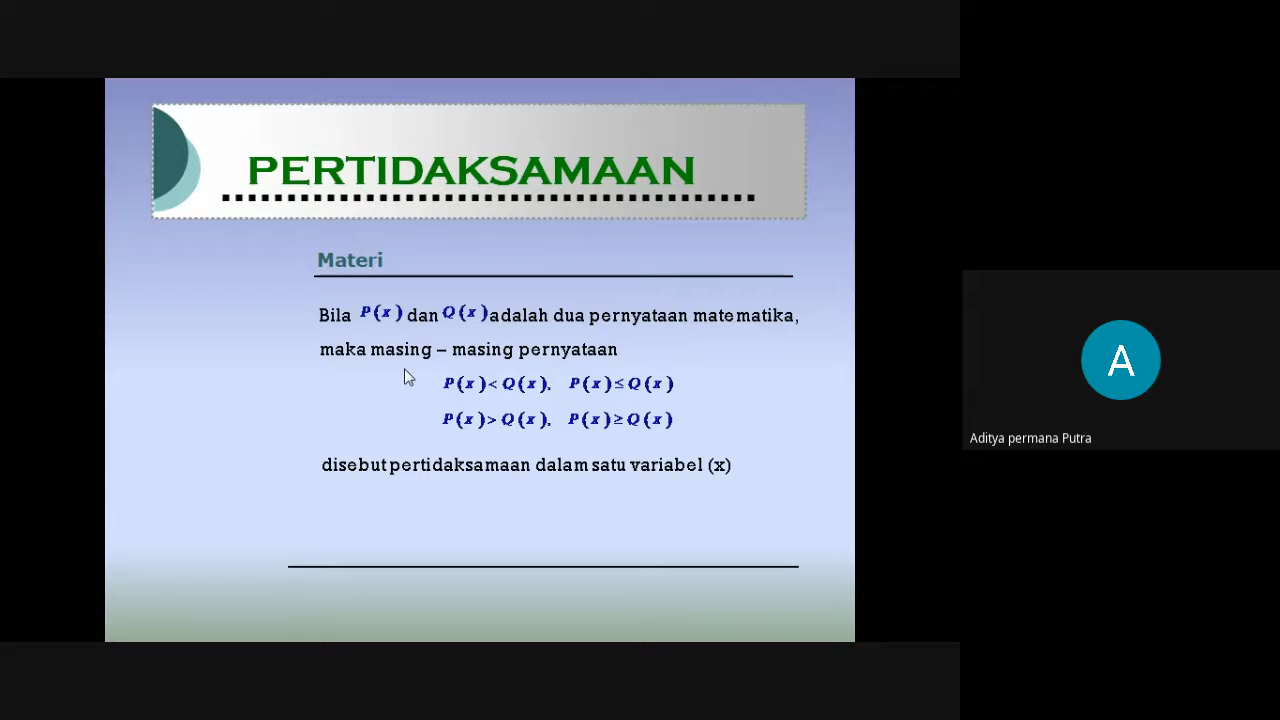 PERTIDAKSAMAAN
Materi
Bila P(x) dan Q(x) adalah dua pernyataan matematika,
maka masing – masing pernyataan
P(x) < Q(x), P(x) ≤ Q(x)
P(x) > Q(x), P(x) ≥ Q(x)
disebut pertidaksamaan dalam satu variabel (x)
A
Aditya permana Putra